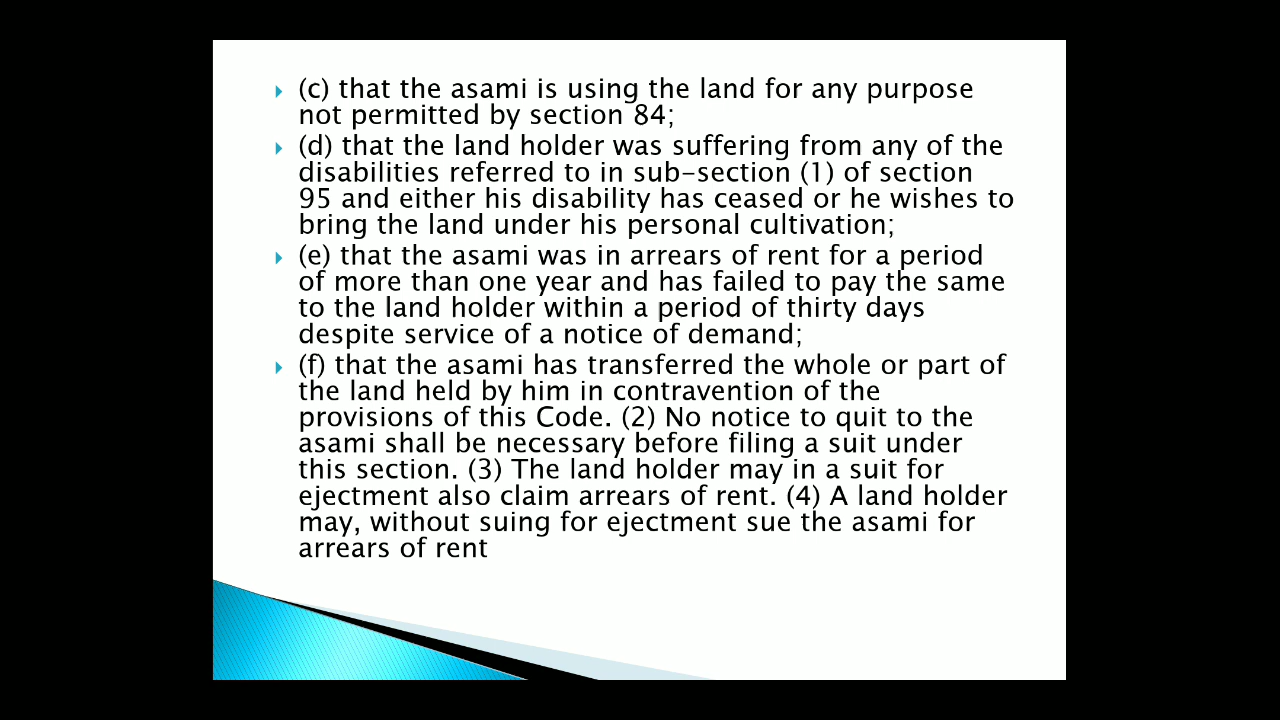 (c) that the asami is using the land for any purpose
not permitted by section 84;
(d) that the land holder was suffering from any of the
disabilities referred to in sub-section (1) of section
95 and either his disability has ceased or he wishes to
bring the land under his personal cultivation;
(e) that the asami was in arrears of rent for a period
of more than one year and has failed to pay the same
to the land holder within a period of thirty days
despite service of a notice of demand;
(f) that the asami has transferred the whole or part of
the land held by him in contravention of the
provisions of this Code. (2) No notice to quit to the
asami shall be necessary before filing a suit under
this section. (3) The land holder may in a suit for
ejectment also claim arrears of rent. (4) A land holder
may, without suing for ejectment sue the asami for
arrears of rent